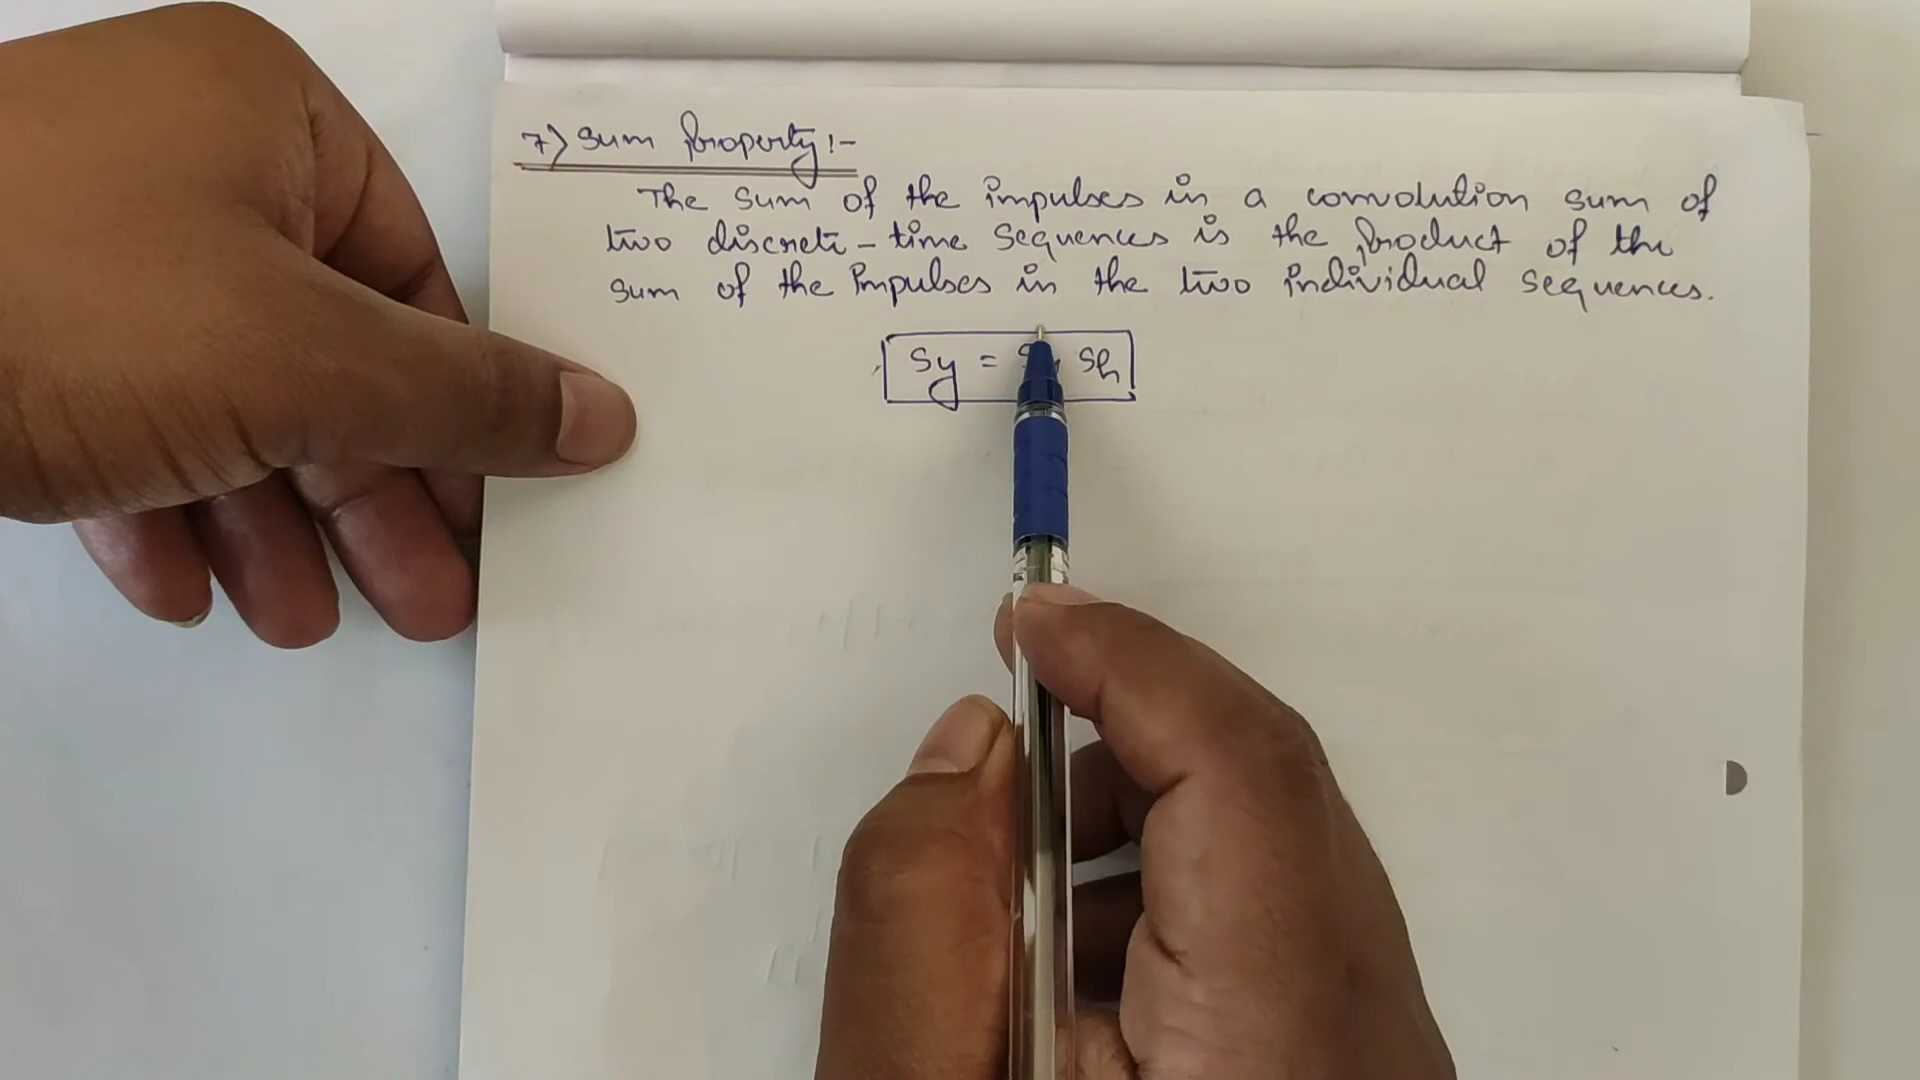 7) Sum Property :-
The sum of the impulses in a convolution sum of
two discrete-time sequences is the product of the
sum of the impulses in the two individual sequences.
Sy = Sh